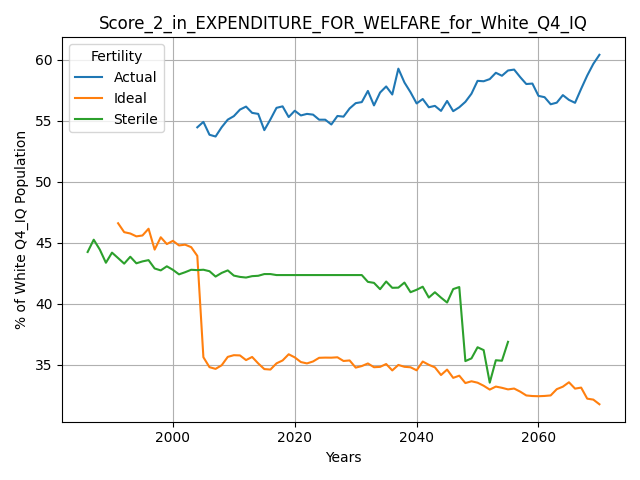 Score_2_in_EXPENDITURE_FOR_WELFARE_for_White_Q4_IQ
Fertility
Actual
Ideal
Sterile
% of White Q4_IQ Population
60
55
50
45
40
35
2000
2020
2040
2060
Years